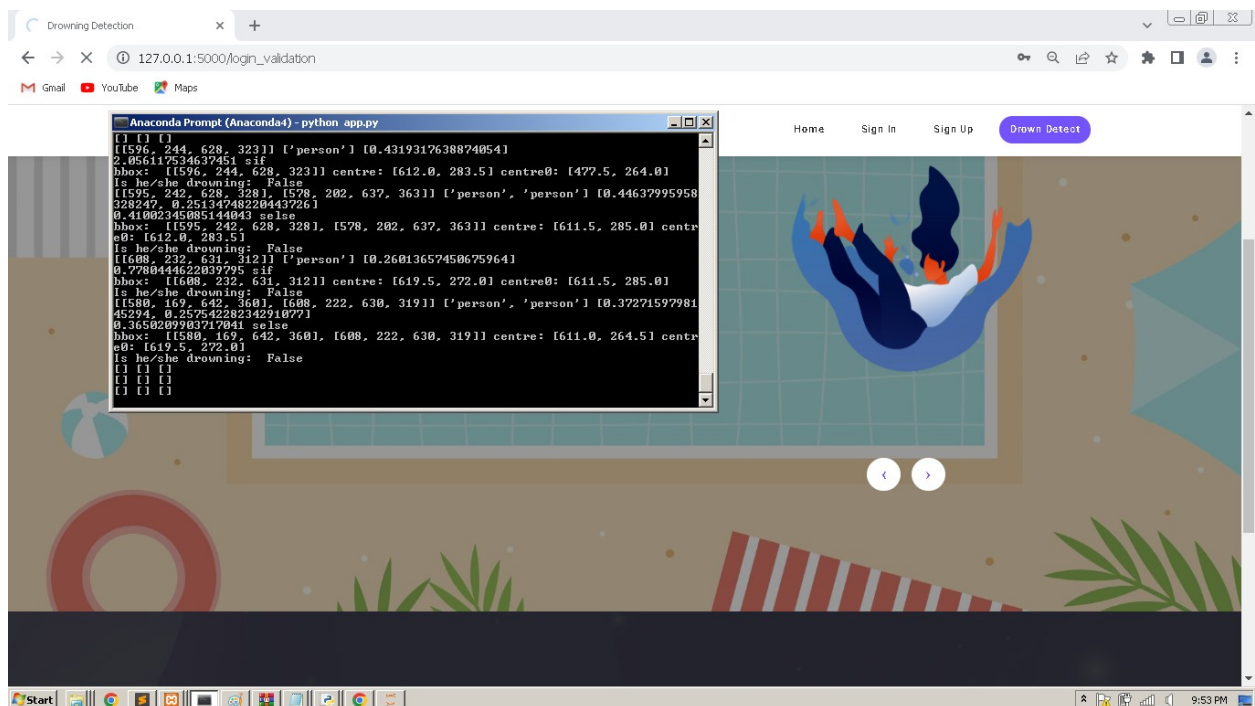 Drowning Detection
127.0.0.1:5000/login_validation
Gmail YouTube Maps
Home Sign In Sign Up Drown Detect
Anaconda Prompt (Anaconda4) - python app.py
[] [] []
[[596, 244, 628, 323]] ['person'] [0.4319317638874054]
2.056117534637451 sif
bbox: [[596, 244, 628, 323]] centre: [612.0, 283.5] centre0: [477.5, 264.0]
Is he/she drowning: False
[[595, 242, 628, 328], [578, 202, 637, 363]] ['person', 'person'] [0.44637995958
328247, 0.25134748220443726]
0.41002345085144043 selse
bbox: [[595, 242, 628, 328], [578, 202, 637, 363]] centre: [611.5, 285.0] centr
e0: [612.0, 283.5]
Is he/she drowning: False
[[608, 232, 631, 312]] ['person'] [0.26013657450675964]
0.7780444622039795 sif
bbox: [[608, 232, 631, 312]] centre: [619.5, 272.0] centre0: [611.5, 285.0]
Is he/she drowning: False
[[580, 169, 642, 360], [608, 222, 630, 319]] ['person', 'person'] [0.37271597981
45294, 0.25754228234291077]
0.3650209903717041 selse
bbox: [[580, 169, 642, 360], [608, 222, 630, 319]] centre: [611.0, 264.5] centr
e0: [619.5, 272.0]
Is he/she drowning: False
[] [] []
[] [] []
[] [] []
Start
9:53 PM